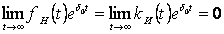 lim_{t→∞} f_H(t)e^{δ_0 t} = lim_{t→∞} k_H(t)e^{δ_0 t} = 0